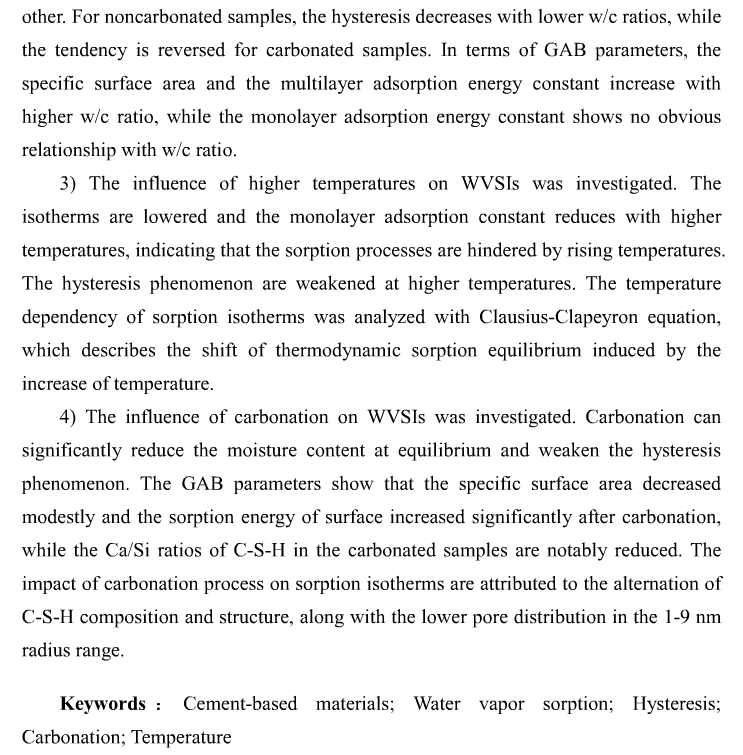 other. For noncarbonated samples, the hysteresis decreases with lower w/c ratios, while
the tendency is reversed for carbonated samples. In terms of GAB parameters, the
specific surface area and the multilayer adsorption energy constant increase with
higher w/c ratio, while the monolayer adsorption energy constant shows no obvious
relationship with w/c ratio.
3) The influence of higher temperatures on WVSIs was investigated. The
isotherms are lowered and the monolayer adsorption constant reduces with higher
temperatures, indicating that the sorption processes are hindered by rising temperatures.
The hysteresis phenomenon are weakened at higher temperatures. The temperature
dependency of sorption isotherms was analyzed with Clausius-Clapeyron equation,
which describes the shift of thermodynamic sorption equilibrium induced by the
increase of temperature.
4) The influence of carbonation on WVSIs was investigated. Carbonation can
significantly reduce the moisture content at equilibrium and weaken the hysteresis
phenomenon. The GAB parameters show that the specific surface area decreased
modestly and the sorption energy of surface increased significantly after carbonation,
while the Ca/Si ratios of C-S-H in the carbonated samples are notably reduced. The
impact of carbonation process on sorption isotherms are attributed to the alternation of
C-S-H composition and structure, along with the lower pore distribution in the 1-9 nm
radius range.
Keywords： Cement-based materials; Water vapor sorption; Hysteresis;
Carbonation; Temperature